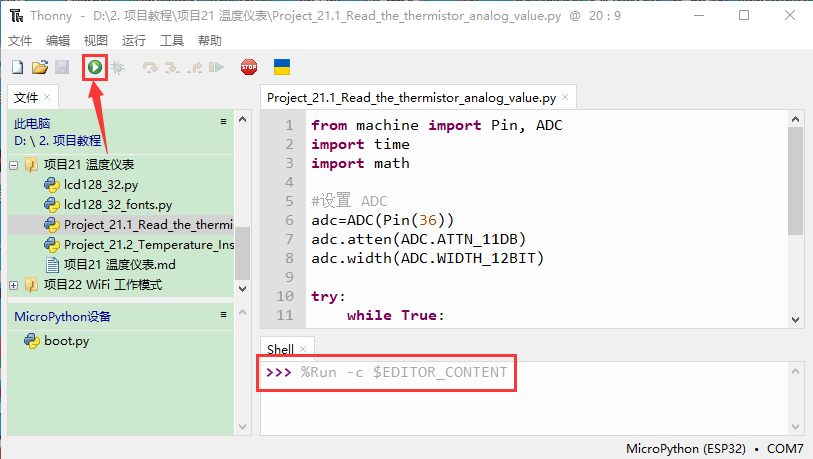 Thonny - D:\2. 项目教程\项目21 温度仪表\Project_21.1_Read_the_thermistor_analog_value.py @ 20 : 9
文件 编辑 视图 运行 工具 帮助
STOP
文件
此电脑
D: \ 2. 项目教程
项目21 温度仪表
lcd128_32.py
lcd128_32_fonts.py
Project_21.1_Read_the_thermi
Project_21.2_Temperature_Ins
项目21 温度仪表.md
项目22 WiFi 工作模式
MicroPython设备
boot.py
Project_21.1_Read_the_thermistor_analog_value.py
1 from machine import Pin, ADC
2 import time
3 import math
4
5 #设置 ADC
6 adc=ADC(Pin(36))
7 adc.atten(ADC.ATTN_11DB)
8 adc.width(ADC.WIDTH_12BIT)
9
10 try:
11 while True:
Shell
>>> %Run -c $EDITOR_CONTENT
MicroPython (ESP32) • COM7